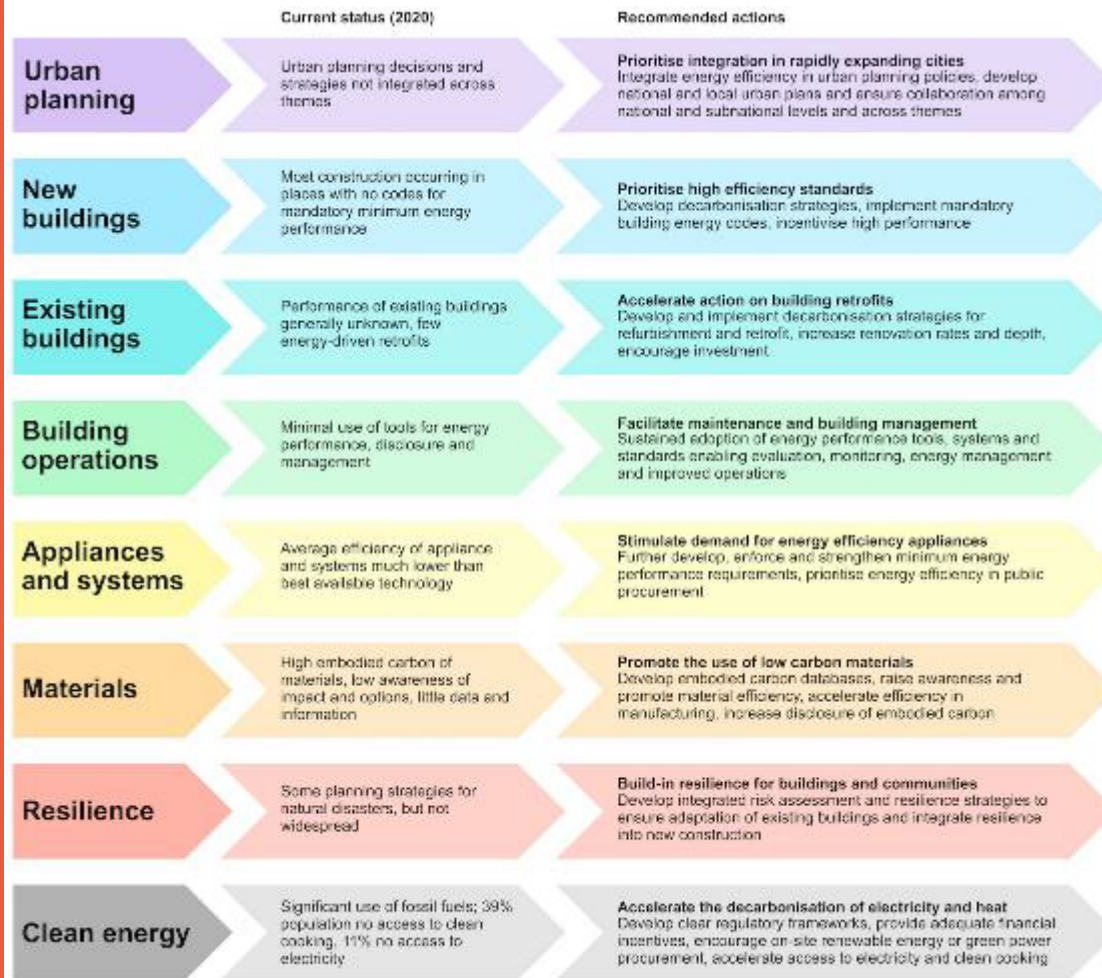 Current status (2020)
Recommended actions
Urban
planning
Urban planning decisions and
strategies not integrated across
themes
Prioritise integration in rapidly expanding cities
Integrate energy efficiency in urban planning policies, develop
national and local urban plans and ensure collaboration among
national and subnational levels and across themes
New
buildings
Most construction occurring in
places with no codes for
mandatory minimum energy
performance
Prioritise high efficiency standards
Develop decarbonisation strategies, implement mandatory
building energy codes, incentivise high performance
Existing
buildings
Performance of existing buildings
generally unknown, few
energy-driven retrofits
Accelerate action on building retrofits
Develop and implement decarbonisation strategies for
refurbishment and retrofit, increase renovation rates and depth,
encourage investment
Building
operations
Minimal use of tools for energy
performance, disclosure and
management
Facilitate maintenance and building management
Sustained adoption of energy performance tools, systems and
standards enabling evaluation, monitoring, energy management
and improved operations
Appliances
and systems
Average efficiency of appliance
and systems much lower than
best available technology
Stimulate demand for energy efficiency appliances
Further develop, enforce and strengthen minimum energy
performance requirements, prioritise energy efficiency in public
procurement
Materials
High embodied carbon of
materials, low awareness of
impact and options, little data and
information
Promote the use of low carbon materials
Develop embodied carbon databases, raise awareness and
promote material efficiency, accelerate efficiency in
manufacturing, increase disclosure of embodied carbon
Resilience
Some planning strategies for
natural disasters, but not
widespread
Build-in resilience for buildings and communities
Develop integrated risk assessment and resilience strategies to
ensure adaptation of existing buildings and integrate resilience
into new construction
Clean energy
Significant use of fossil fuels; 39%
population no access to clean
cooking, 11% no access to
electricity
Accelerate the decarbonisation of electricity and heat
Develop clear regulatory frameworks, provide adequate financial
incentives, encourage on-site renewable energy or green power
procurement, accelerate access to electricity and clean cooking